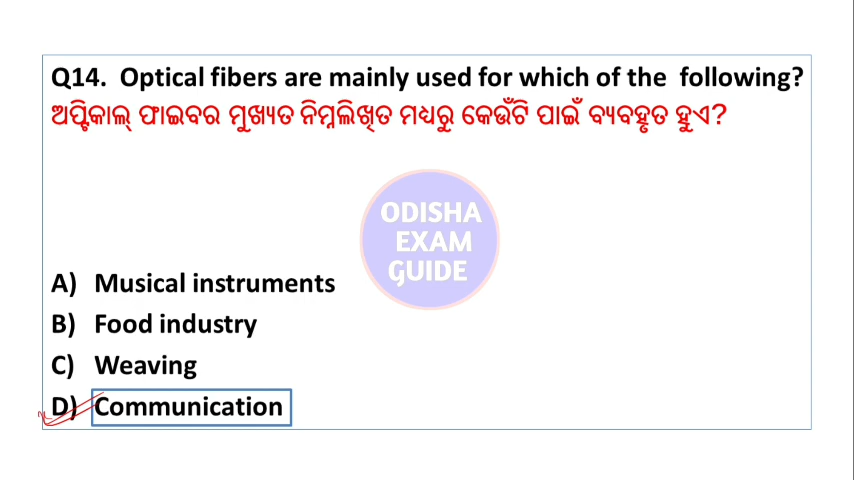 Q14. Optical fibers are mainly used for which of the following?
ଅପ୍ଟିକାଲ୍ ଫାଇବର ମୁଖ୍ୟତ ନିମ୍ନଲିଖିତ ମଧ୍ୟରୁ କେଉଁଟି ପାଇଁ ବ୍ୟବହୃତ ହୁଏ?
ODISHA
EXAM
GUIDE
A) Musical instruments
B) Food industry
C) Weaving
D) Communication